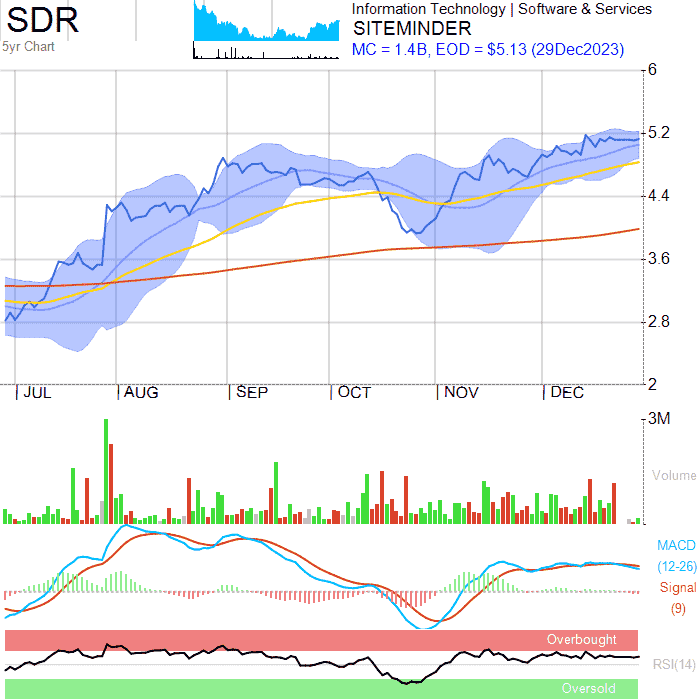 SDR
5yr Chart
Information Technology | Software & Services
SITEMINDER
MC = 1.4B, EOD = $5.13 (29Dec2023)
6
5.2
4.4
3.6
2.8
2
JUL AUG SEP OCT NOV DEC
3M
Volume
MACD
(12-26)
Signal
(9)
Overbought
RSI(14)
Oversold